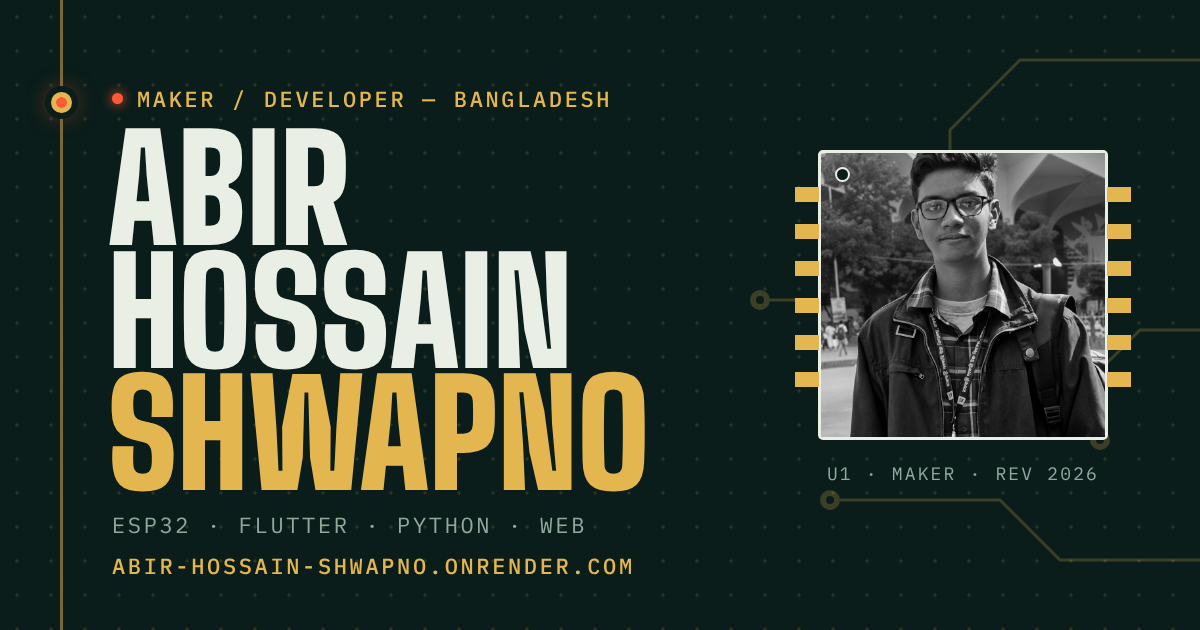 MAKER / DEVELOPER — BANGLADESH
ABIR
HOSSAIN
SHWAPNO
ESP32 · FLUTTER · PYTHON · WEB
ABIR-HOSSAIN-SHWAPNO.ONRENDER.COM
U1 · MAKER · REV 2026